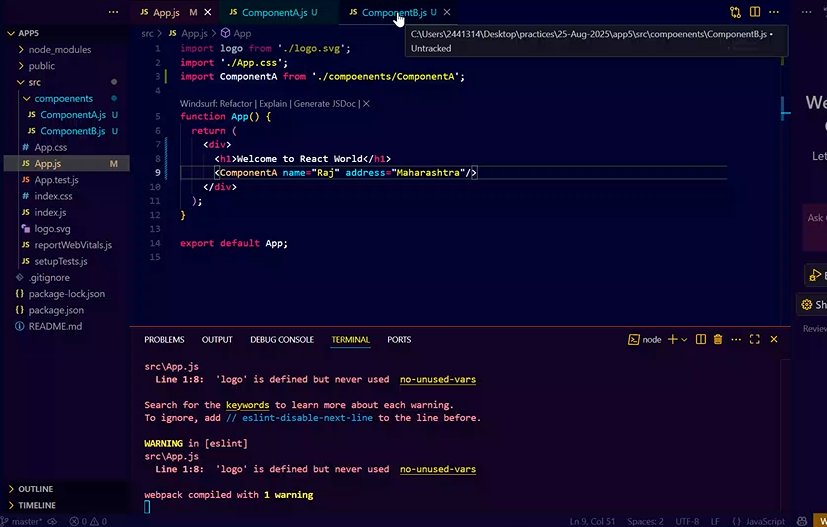 App.js M
ComponentA.js U
ComponentB.js U
APP5
node_modules
public
src
compoenents
ComponentA.js U
ComponentB.js U
App.css
App.js M
App.test.js
index.css
index.js
logo.svg
reportWebVitals.js
setupTests.js
.gitignore
package-lock.json
package.json
README.md
OUTLINE
TIMELINE
src > JS App.js > App
C:\Users\2441314\Desktop\practices\25-Aug-2025\app5\src\compoenents\ComponentB.js •
Untracked
1 import logo from './logo.svg';
2 import './App.css';
3 import ComponentA from './compoenents/ComponentA';
4
Windsurf: Refactor | Explain | Generate JSDoc | X
5 function App() {
6 return (
7 <div>
8 <h1>Welcome to React World</h1>
9 <ComponentA name="Raj" address="Maharashtra"/>
10 </div>
11 );
12 }
13
14 export default App;
15
We
Let
Ask
Sh
Review
PROBLEMS OUTPUT DEBUG CONSOLE TERMINAL PORTS
node
src\App.js
Line 1:8: 'logo' is defined but never used no-unused-vars
Search for the keywords to learn more about each warning.
To ignore, add // eslint-disable-next-line to the line before.
WARNING in [eslint]
src\App.js
Line 1:8: 'logo' is defined but never used no-unused-vars
webpack compiled with 1 warning
master* 0 0 Ln 9, Col 51 Spaces: 2 UTF-8 LF {} JavaScript